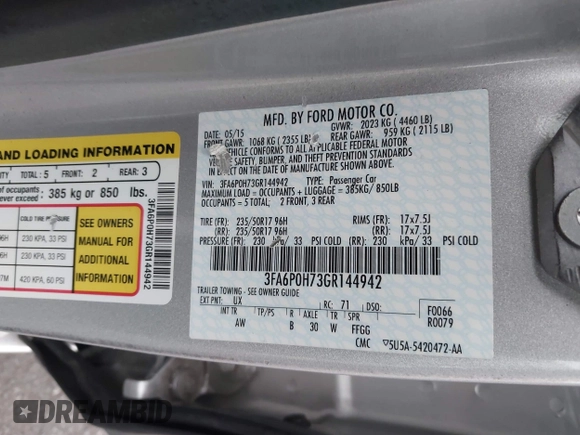 AND LOADING INFORMATION
TOTAL : 5 FRONT: 2 REAR: 3
of occupants :
ever exceed : 385 kg or 850 lbs.
COLD TIRE PRESSURE
230 KPA, 33 PSI
230 KPA, 33 PSI
420 KPA, 60 PSI
SEE OWNERS
MANUAL FOR
ADDITIONAL
INFORMATION
3FA6P0H73GR144942
MFD. BY FORD MOTOR CO.
DATE: 05/15 GVWR: 2023 KG ( 4460 LB)
FRONT GAWR: 1068 KG ( 2355 LB) REAR GAWR: 959 KG ( 2115 LB)
VEHICLE CONFORMS TO ALL APPLICABLE FEDERAL MOTOR
VEHICLE SAFETY, BUMPER, AND THEFT PREVENTION
STANDARDS IN EFFECT ON THE DATE OF MANUFACTURE
SHOWN ABOVE.
VIN: 3FA6P0H73GR144942 TYPE: Passenger Car
MAXIMUM LOAD = OCCUPANTS + LUGGAGE = 385KG/ 850LB
OCCUPANTS = 5 TOTAL: 2 FRONT, 3 REAR
TIRE (FR): 235/50R17 96H RIMS (FR): 17x7.5J
(RR): 235/50R17 96H (RR): 17x7.5J
PRESSURE (FR): 230 kPa/ 33 PSI COLD (RR): 230 kPa/ 33 PSI COLD
3FA6P0H73GR144942
TRAILER TOWING - SEE OWNER GUIDE
EXT PNT: UX RC: 71 DSO: F0066
R0079
INT TR TP/PS R AXLE TR SPR
AW B 30 W FFGG
CMC 5U5A-5420472-AA
DREAMBID